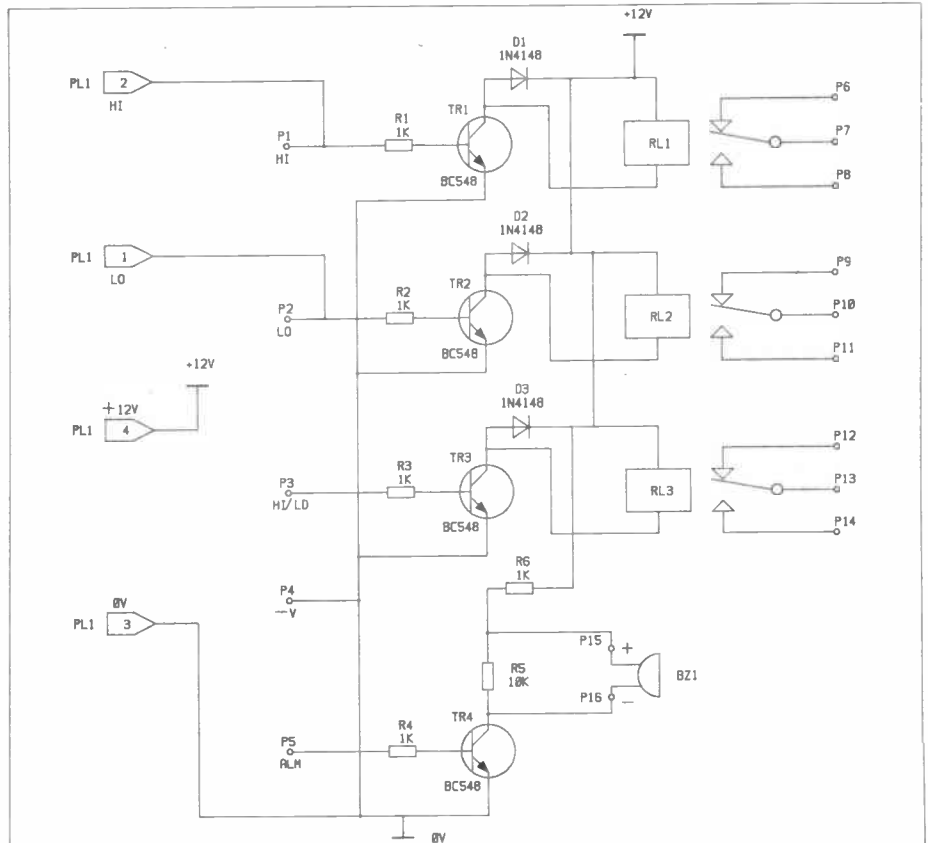 +12V
D1
1N4148
PL1
2
HI
P1
HI
R1
1K
TR1
BC548
RL1
P6
P7
P8
PL1
1
LO
P2
LO
R2
1K
D2
1N4148
TR2
BC548
RL2
P9
P10
P11
+12V
+12V
PL1
4
D3
1N4148
P3
HI/LO
R3
1K
TR3
BC548
RL3
P12
P13
P14
P4
-V
R6
1K
0V
PL1
3
R5
10K
P15
+
P16
-
BZ1
P5
ALM
R4
1K
TR4
BC548
0V